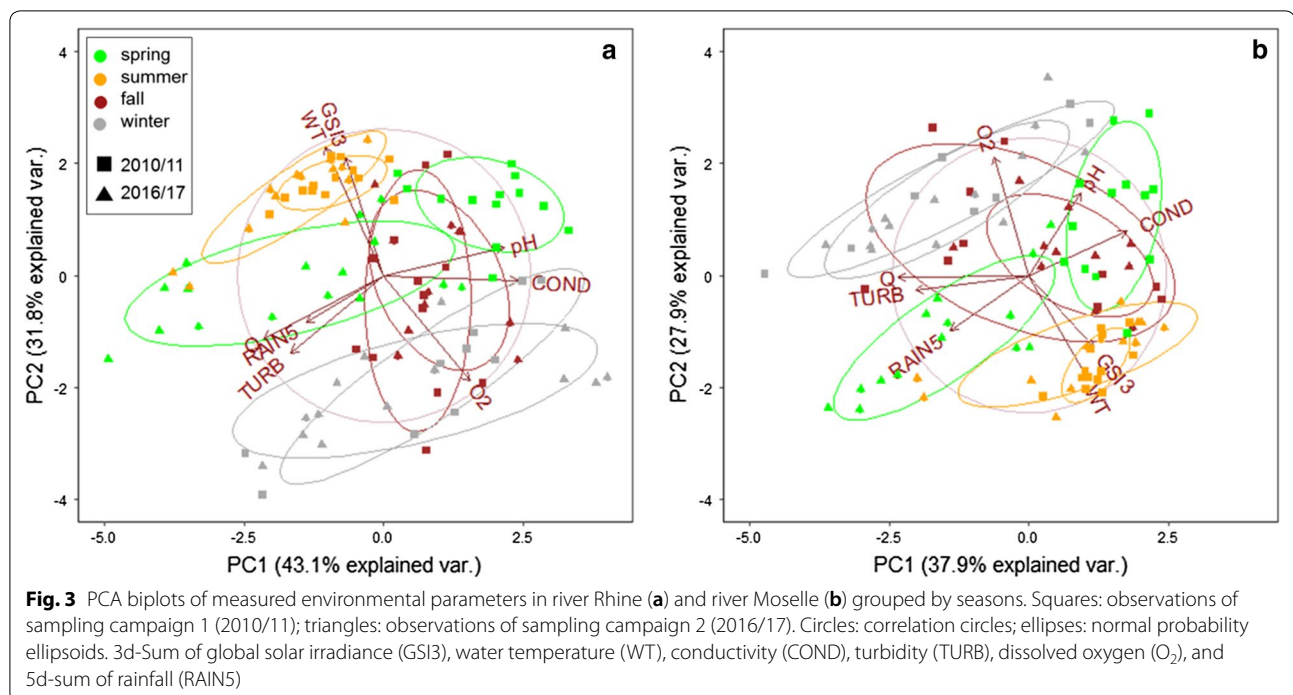 a
b
spring
summer
fall
winter
2010/11
2016/17
4
2
0
-2
-4
PC2 (31.8% explained var.)
GSI3
WT
pH
COND
Q
RAIN5
TURB
O2
-5.0
-2.5
0.0
2.5
PC1 (43.1% explained var.)
4
2
0
-2
-4
PC2 (27.9% explained var.)
O2
pH
COND
Q
TURB
RAIN5
GSI3
WT
-5.0
-2.5
0.0
2.5
PC1 (37.9% explained var.)
Fig. 3 PCA biplots of measured environmental parameters in river Rhine (a) and river Moselle (b) grouped by seasons. Squares: observations of
sampling campaign 1 (2010/11); triangles: observations of sampling campaign 2 (2016/17). Circles: correlation circles; ellipses: normal probability
ellipsoids. 3d-Sum of global solar irradiance (GSI3), water temperature (WT), conductivity (COND), turbidity (TURB), dissolved oxygen (O₂), and
5d-sum of rainfall (RAIN5)